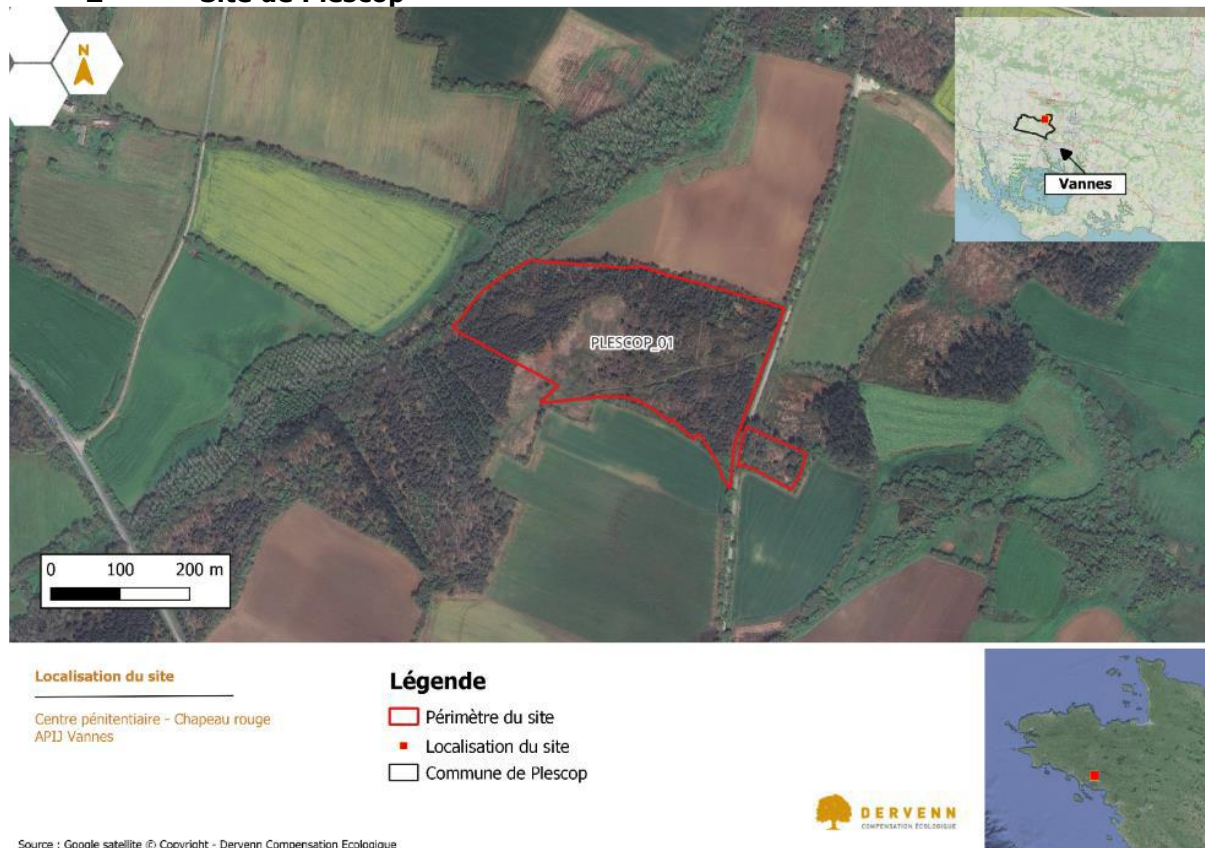 Site de Plescop
N
Vannes
PLESCOP_01
0 100 200 m
Localisation du site
Centre pénitentiaire - Chapeau rouge
APIJ Vannes
Légende
Périmètre du site
Localisation du site
Commune de Plescop
DERVENN
COMPENSATION ÉCOLOGIQUE
Source : Google satellite © Copyright - Dervenn Compensation Ecologique